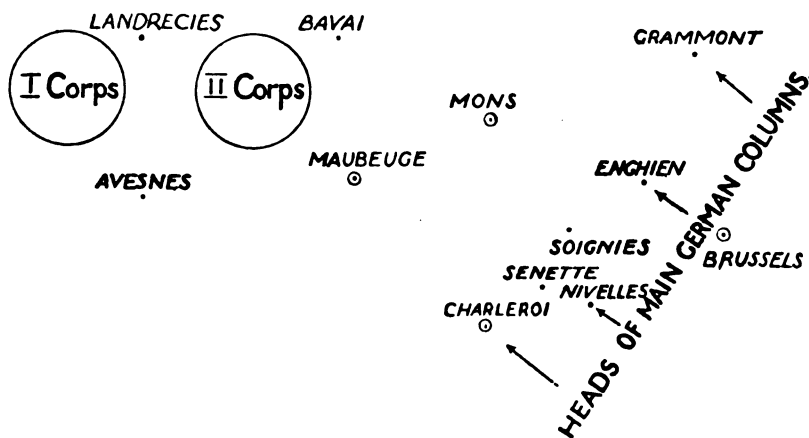 LANDRECIES
BAVAI
GRAMMONT
I Corps
II Corps
MONS
MAUBEUGE
AVESNES
ENGHIEN
SOIGNIES
BRUSSELS
SENETTE
NIVELLES
CHARLEROI
HEADS OF MAIN GERMAN COLUMNS